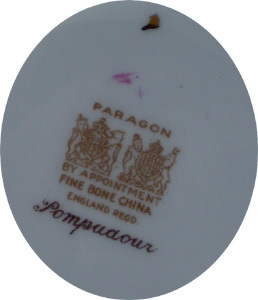 PARAGON
BY APPOINTMENT
FINE BONE CHINA
ENGLAND REGD.
Pompadour